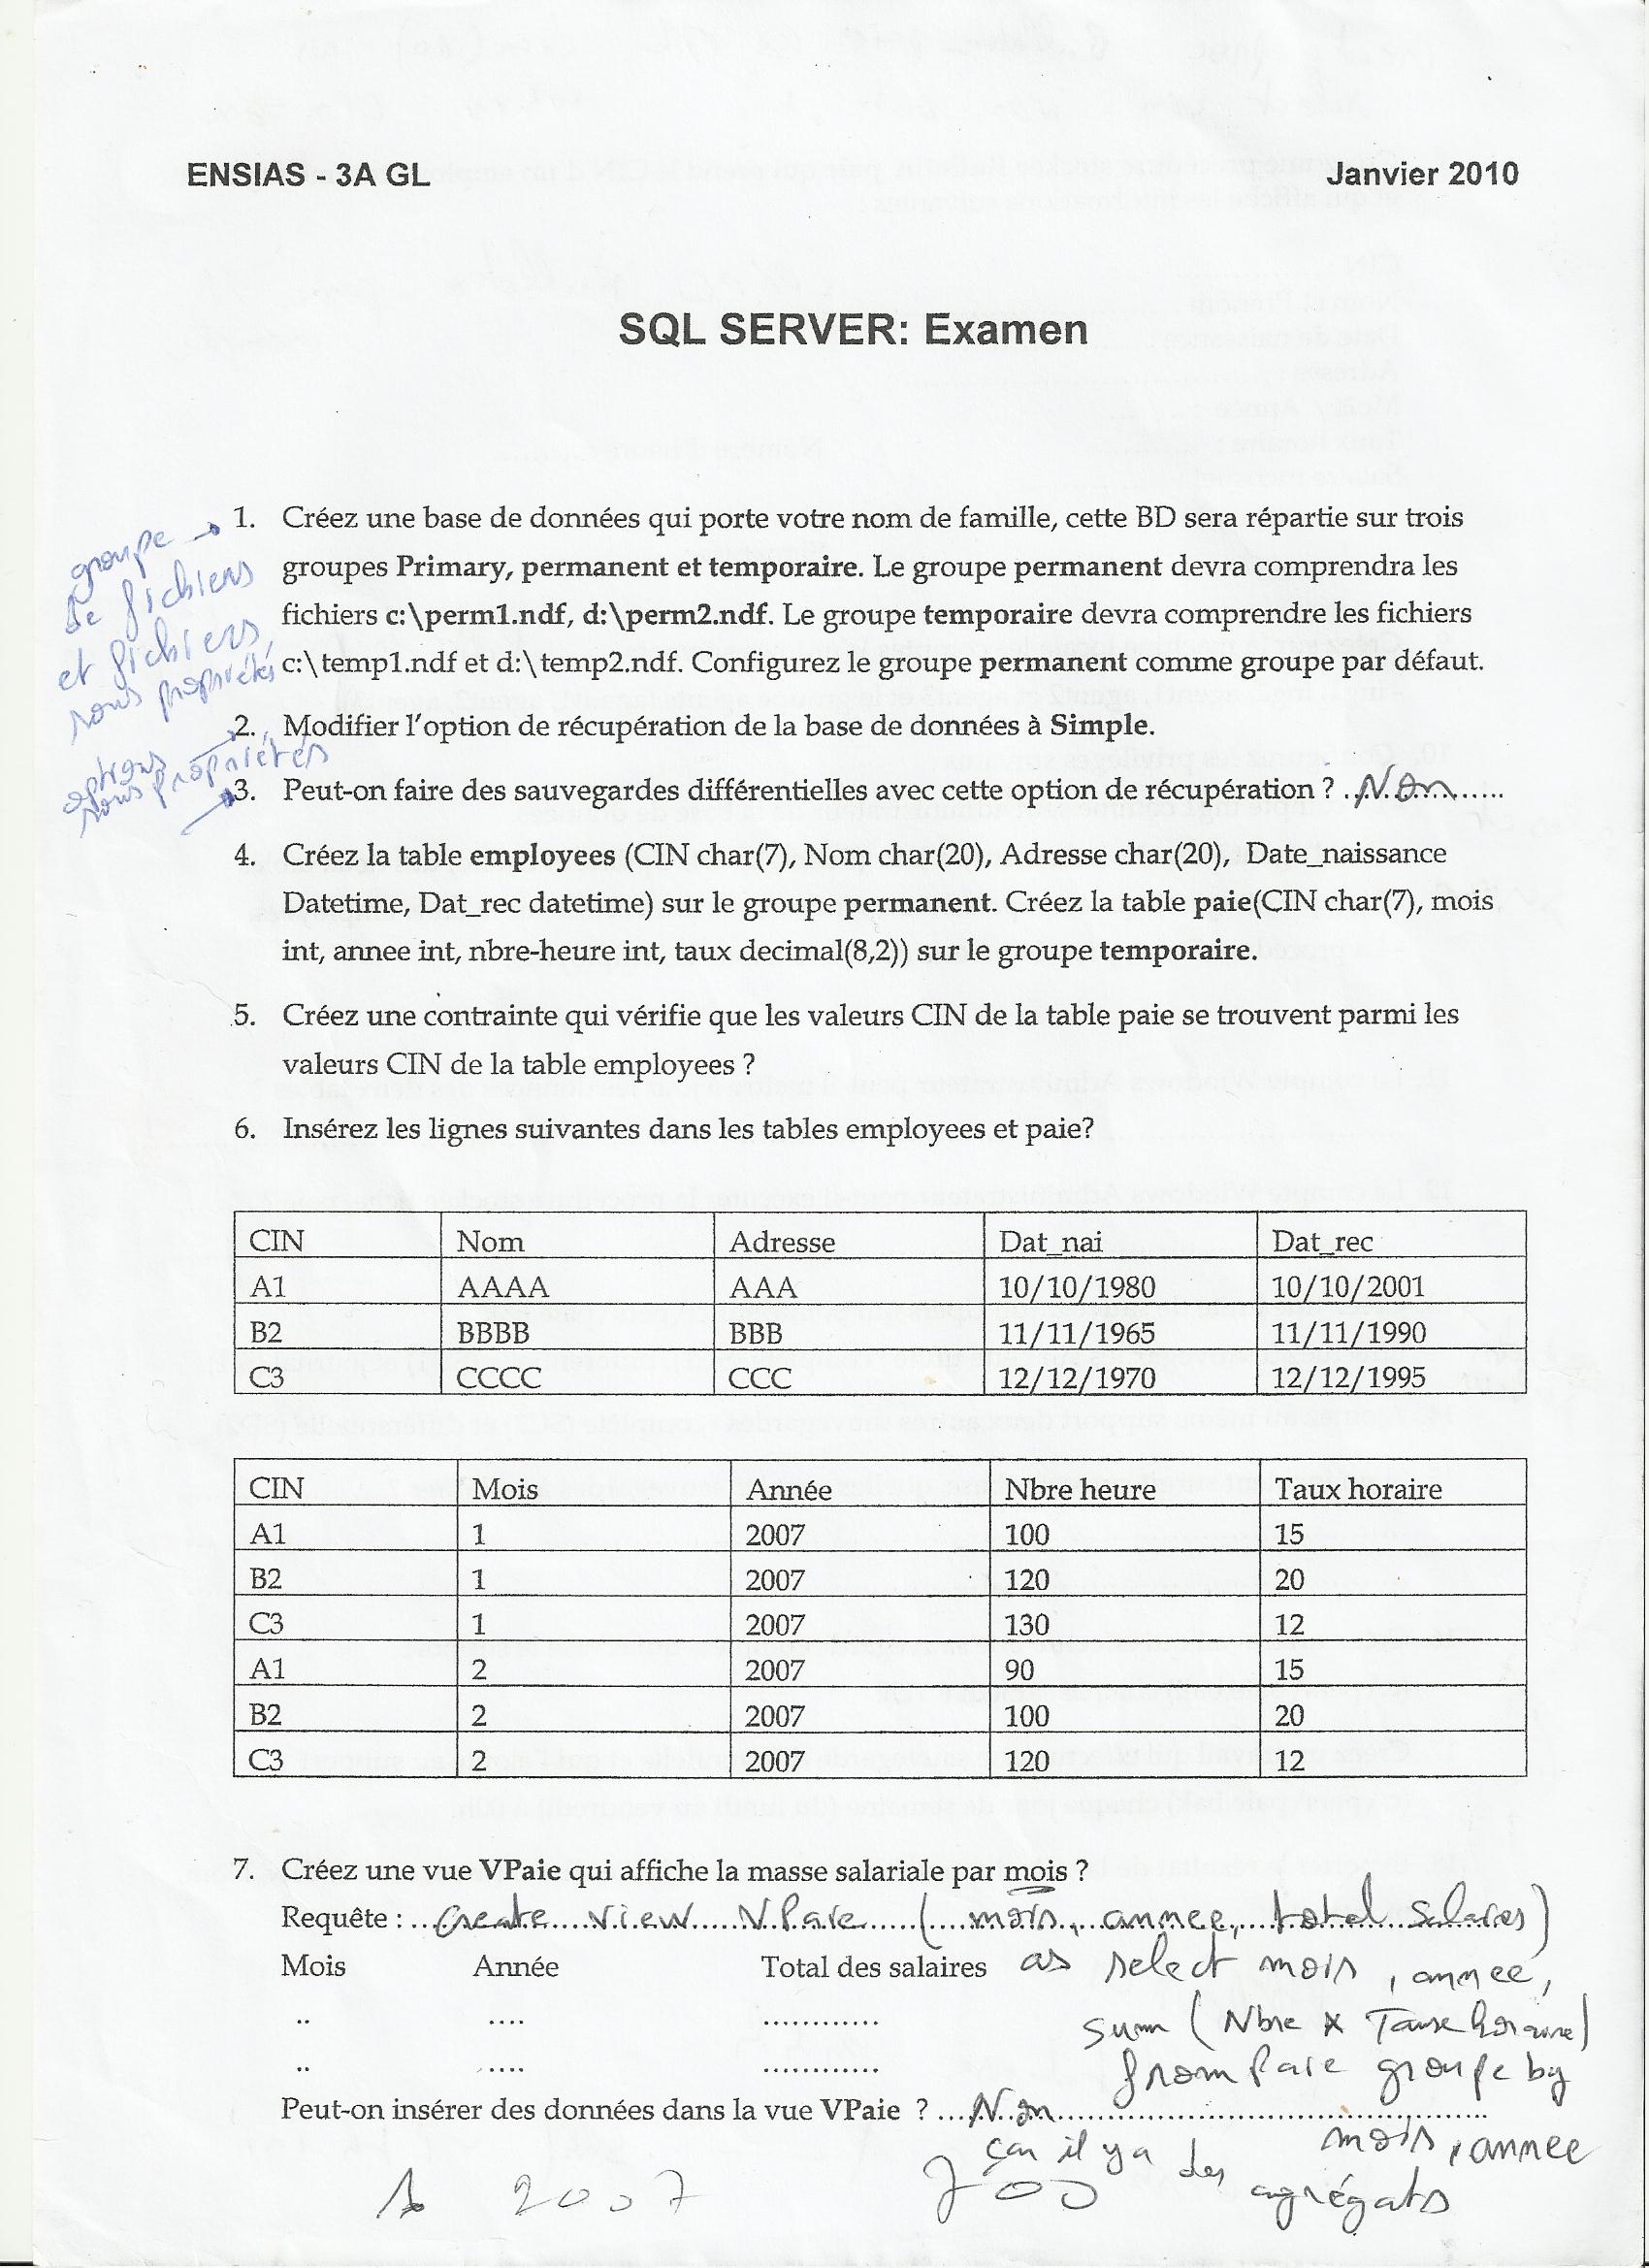 ENSIAS - 3A GL Janvier 2010
SQL SERVER: Examen
groupe
de fichiers
et fichiers
sous propriétés
options
sous propriétés
1. Créez une base de données qui porte votre nom de famille, cette BD sera répartie sur trois
groupes Primary, permanent et temporaire. Le groupe permanent devra comprendra les
fichiers c:\perm1.ndf, d:\perm2.ndf. Le groupe temporaire devra comprendre les fichiers
c:\temp1.ndf et d:\temp2.ndf. Configurez le groupe permanent comme groupe par défaut.
2. Modifier l'option de récupération de la base de données à Simple.
3. Peut-on faire des sauvegardes différentielles avec cette option de récupération ? Non
4. Créez la table employees (CIN char(7), Nom char(20), Adresse char(20), Date_naissance
Datetime, Dat_rec datetime) sur le groupe permanent. Créez la table paie(CIN char(7), mois
int, annee int, nbre-heure int, taux decimal(8,2)) sur le groupe temporaire.
5. Créez une contrainte qui vérifie que les valeurs CIN de la table paie se trouvent parmi les
valeurs CIN de la table employees ?
6. Insérez les lignes suivantes dans les tables employees et paie?
CIN Nom Adresse Dat_nai Dat_rec
A1 AAAA AAA 10/10/1980 10/10/2001
B2 BBBB BBB 11/11/1965 11/11/1990
C3 CCCC CCC 12/12/1970 12/12/1995
CIN Mois Année Nbre heure Taux horaire
A1 1 2007 100 15
B2 1 2007 120 20
C3 1 2007 130 12
A1 2 2007 90 15
B2 2 2007 100 20
C3 2 2007 120 12
7. Créez une vue VPaie qui affiche la masse salariale par mois ?
Requête : Create view VPaie ( mois, annee, total salaires)
Mois Année Total des salaires as select mois, annee,
.. .... ............ sum ( Nbre x Taux horaire)
.. .... ............ from Paie groupe by
mois, annee
Peut-on insérer des données dans la vue VPaie ? Non
car il y a des agrégats
1 2007 700